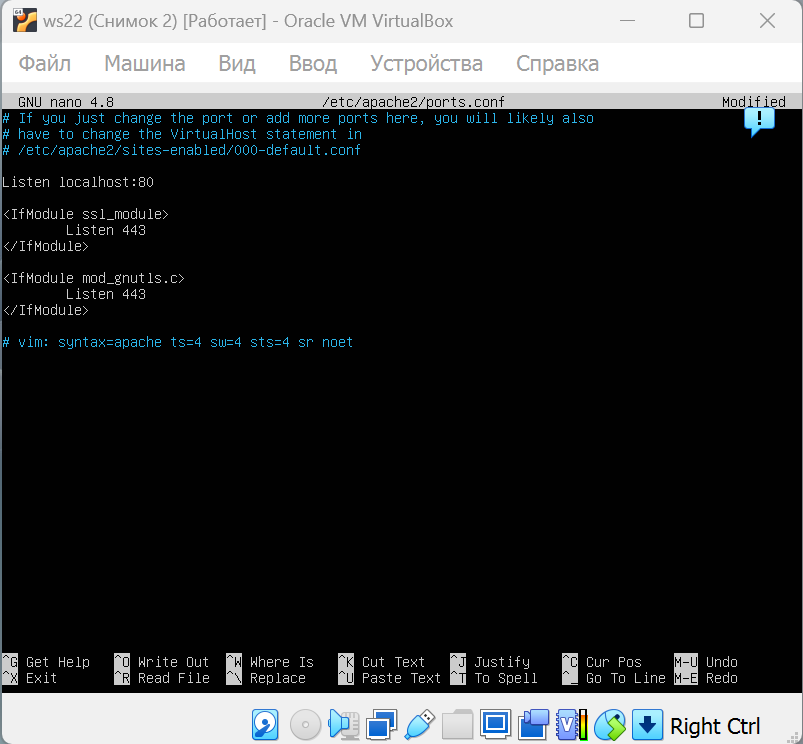 ws22 (Снимок 2) [Работает] - Oracle VM VirtualBox
Файл Машина Вид Ввод Устройства Справка
GNU nano 4.8 /etc/apache2/ports.conf Modified
# If you just change the port or add more ports here, you will likely also
# have to change the VirtualHost statement in
# /etc/apache2/sites-enabled/000-default.conf
Listen localhost:80
<IfModule ssl_module>
Listen 443
</IfModule>
<IfModule mod_gnutls.c>
Listen 443
</IfModule>
# vim: syntax=apache ts=4 sw=4 sts=4 sr noet
^G Get Help ^O Write Out ^W Where Is ^K Cut Text ^J Justify ^C Cur Pos M-U Undo
^X Exit ^R Read File ^\ Replace ^U Paste Text ^T To Spell ^_ Go To Line M-E Redo
Right Ctrl